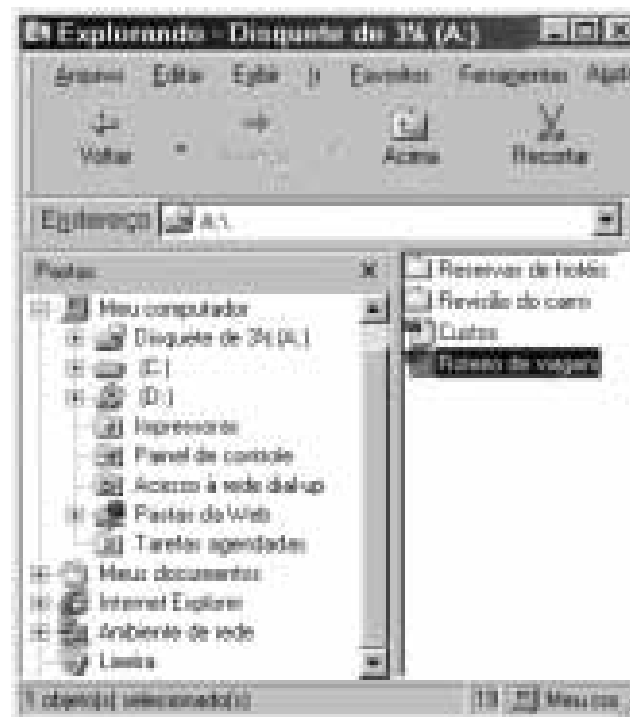 Explorando - Disquete de 3½ (A:)
Arquivo Editar Exibir Ir Favoritos Ferramentas Ajuda
Voltar Acima Recortar
Endereço A:\
Pastas
Meu computador
Disquete de 3½ (A:)
(C:)
(D:)
Impressoras
Painel de controle
Acesso à rede dial-up
Pastas da Web
Tarefas agendadas
Meus documentos
Internet Explorer
Ambiente de rede
Lixeira
Reservas de hotéis
Revisão do carro
Custos
Roteiro de viagem
1 objeto(s) selecionado(s)
Meu com